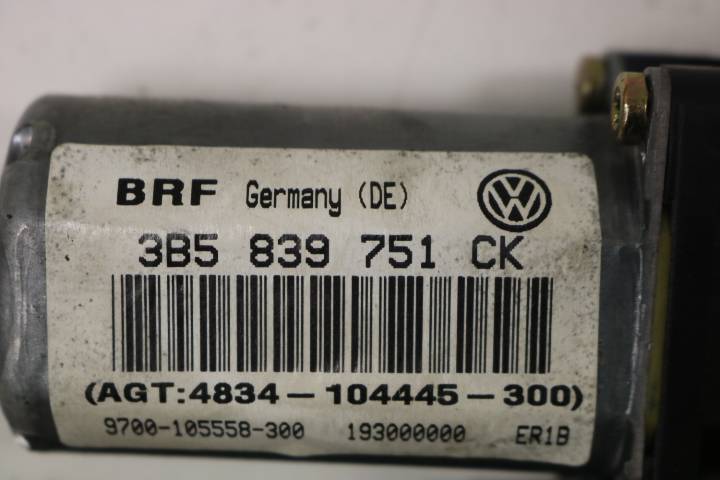 BRF Germany (DE)
3B5 839 751 CK
(AGT:4834-104445-300)
9700-105558-300 193000000 ER1B